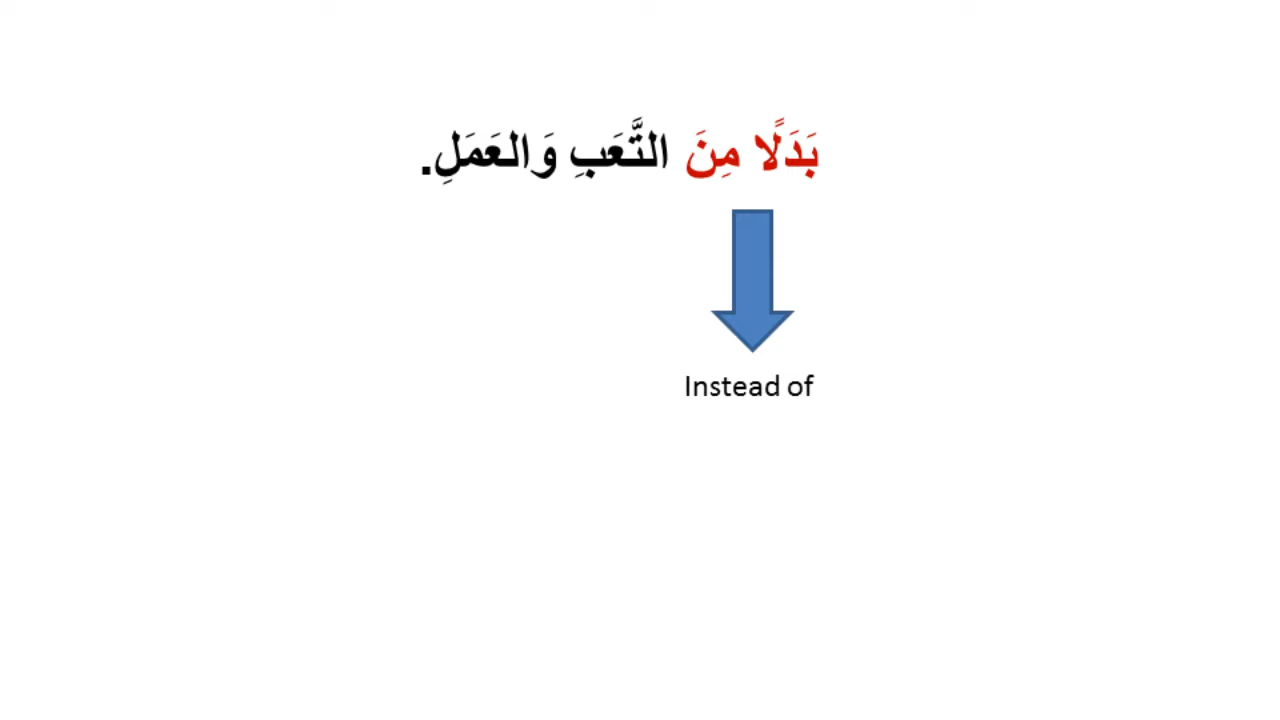 بَدَلًا مِنَ التَّعَبِ وَالعَمَلِ.
Instead of